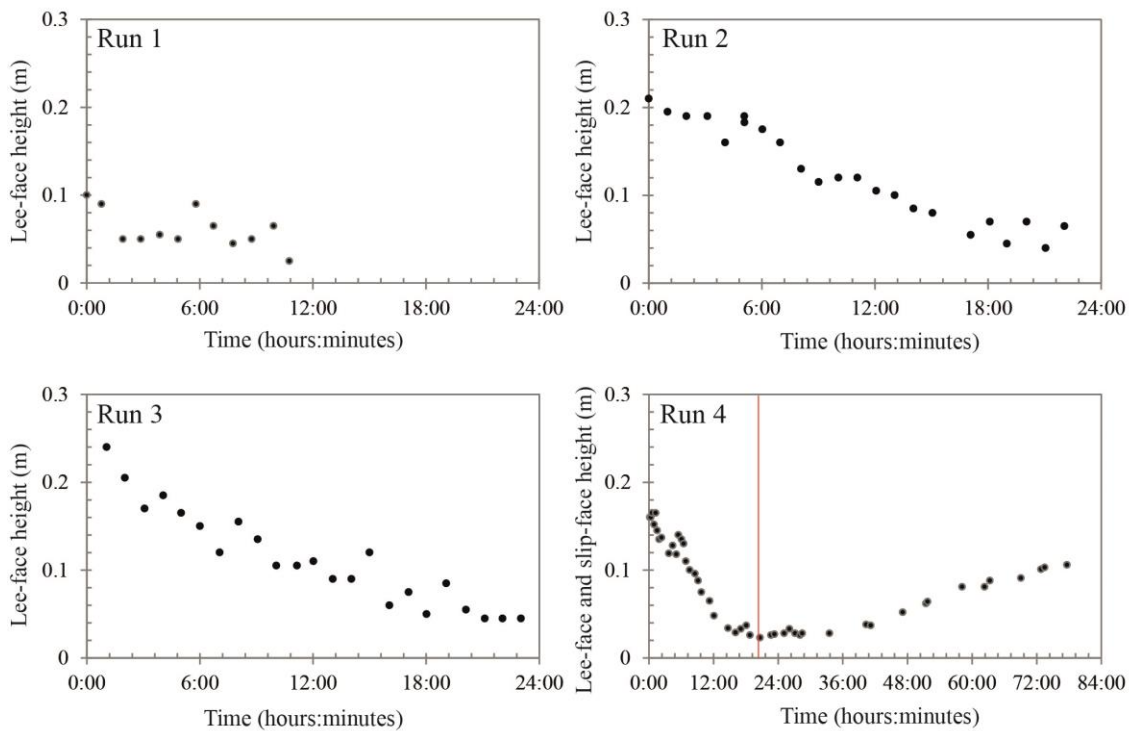 0.3
Run 1
0.2
0.1
0
Lee-face height (m)
0:00 6:00 12:00 18:00 24:00
Time (hours:minutes)
0.3
Run 2
0.2
0.1
0
Lee-face height (m)
0:00 6:00 12:00 18:00 24:00
Time (hours:minutes)
0.3
Run 3
0.2
0.1
0
Lee-face height (m)
0:00 6:00 12:00 18:00 24:00
Time (hours:minutes)
0.3
Run 4
0.2
0.1
0
Lee-face and slip-face height (m)
0:00 12:00 24:00 36:00 48:00 60:00 72:00 84:00
Time (hours:minutes)